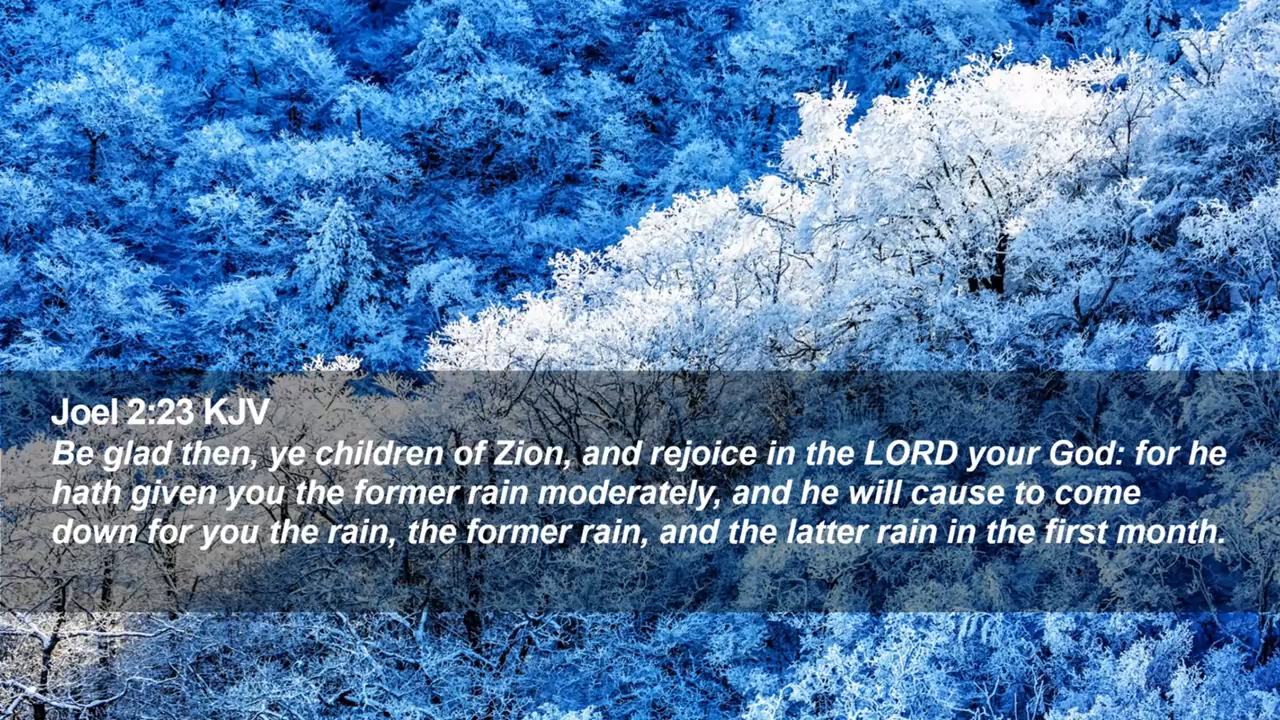 Joel 2:23 KJV
Be glad then, ye children of Zion, and rejoice in the LORD your God: for he
hath given you the former rain moderately, and he will cause to come
down for you the rain, the former rain, and the latter rain in the first month.